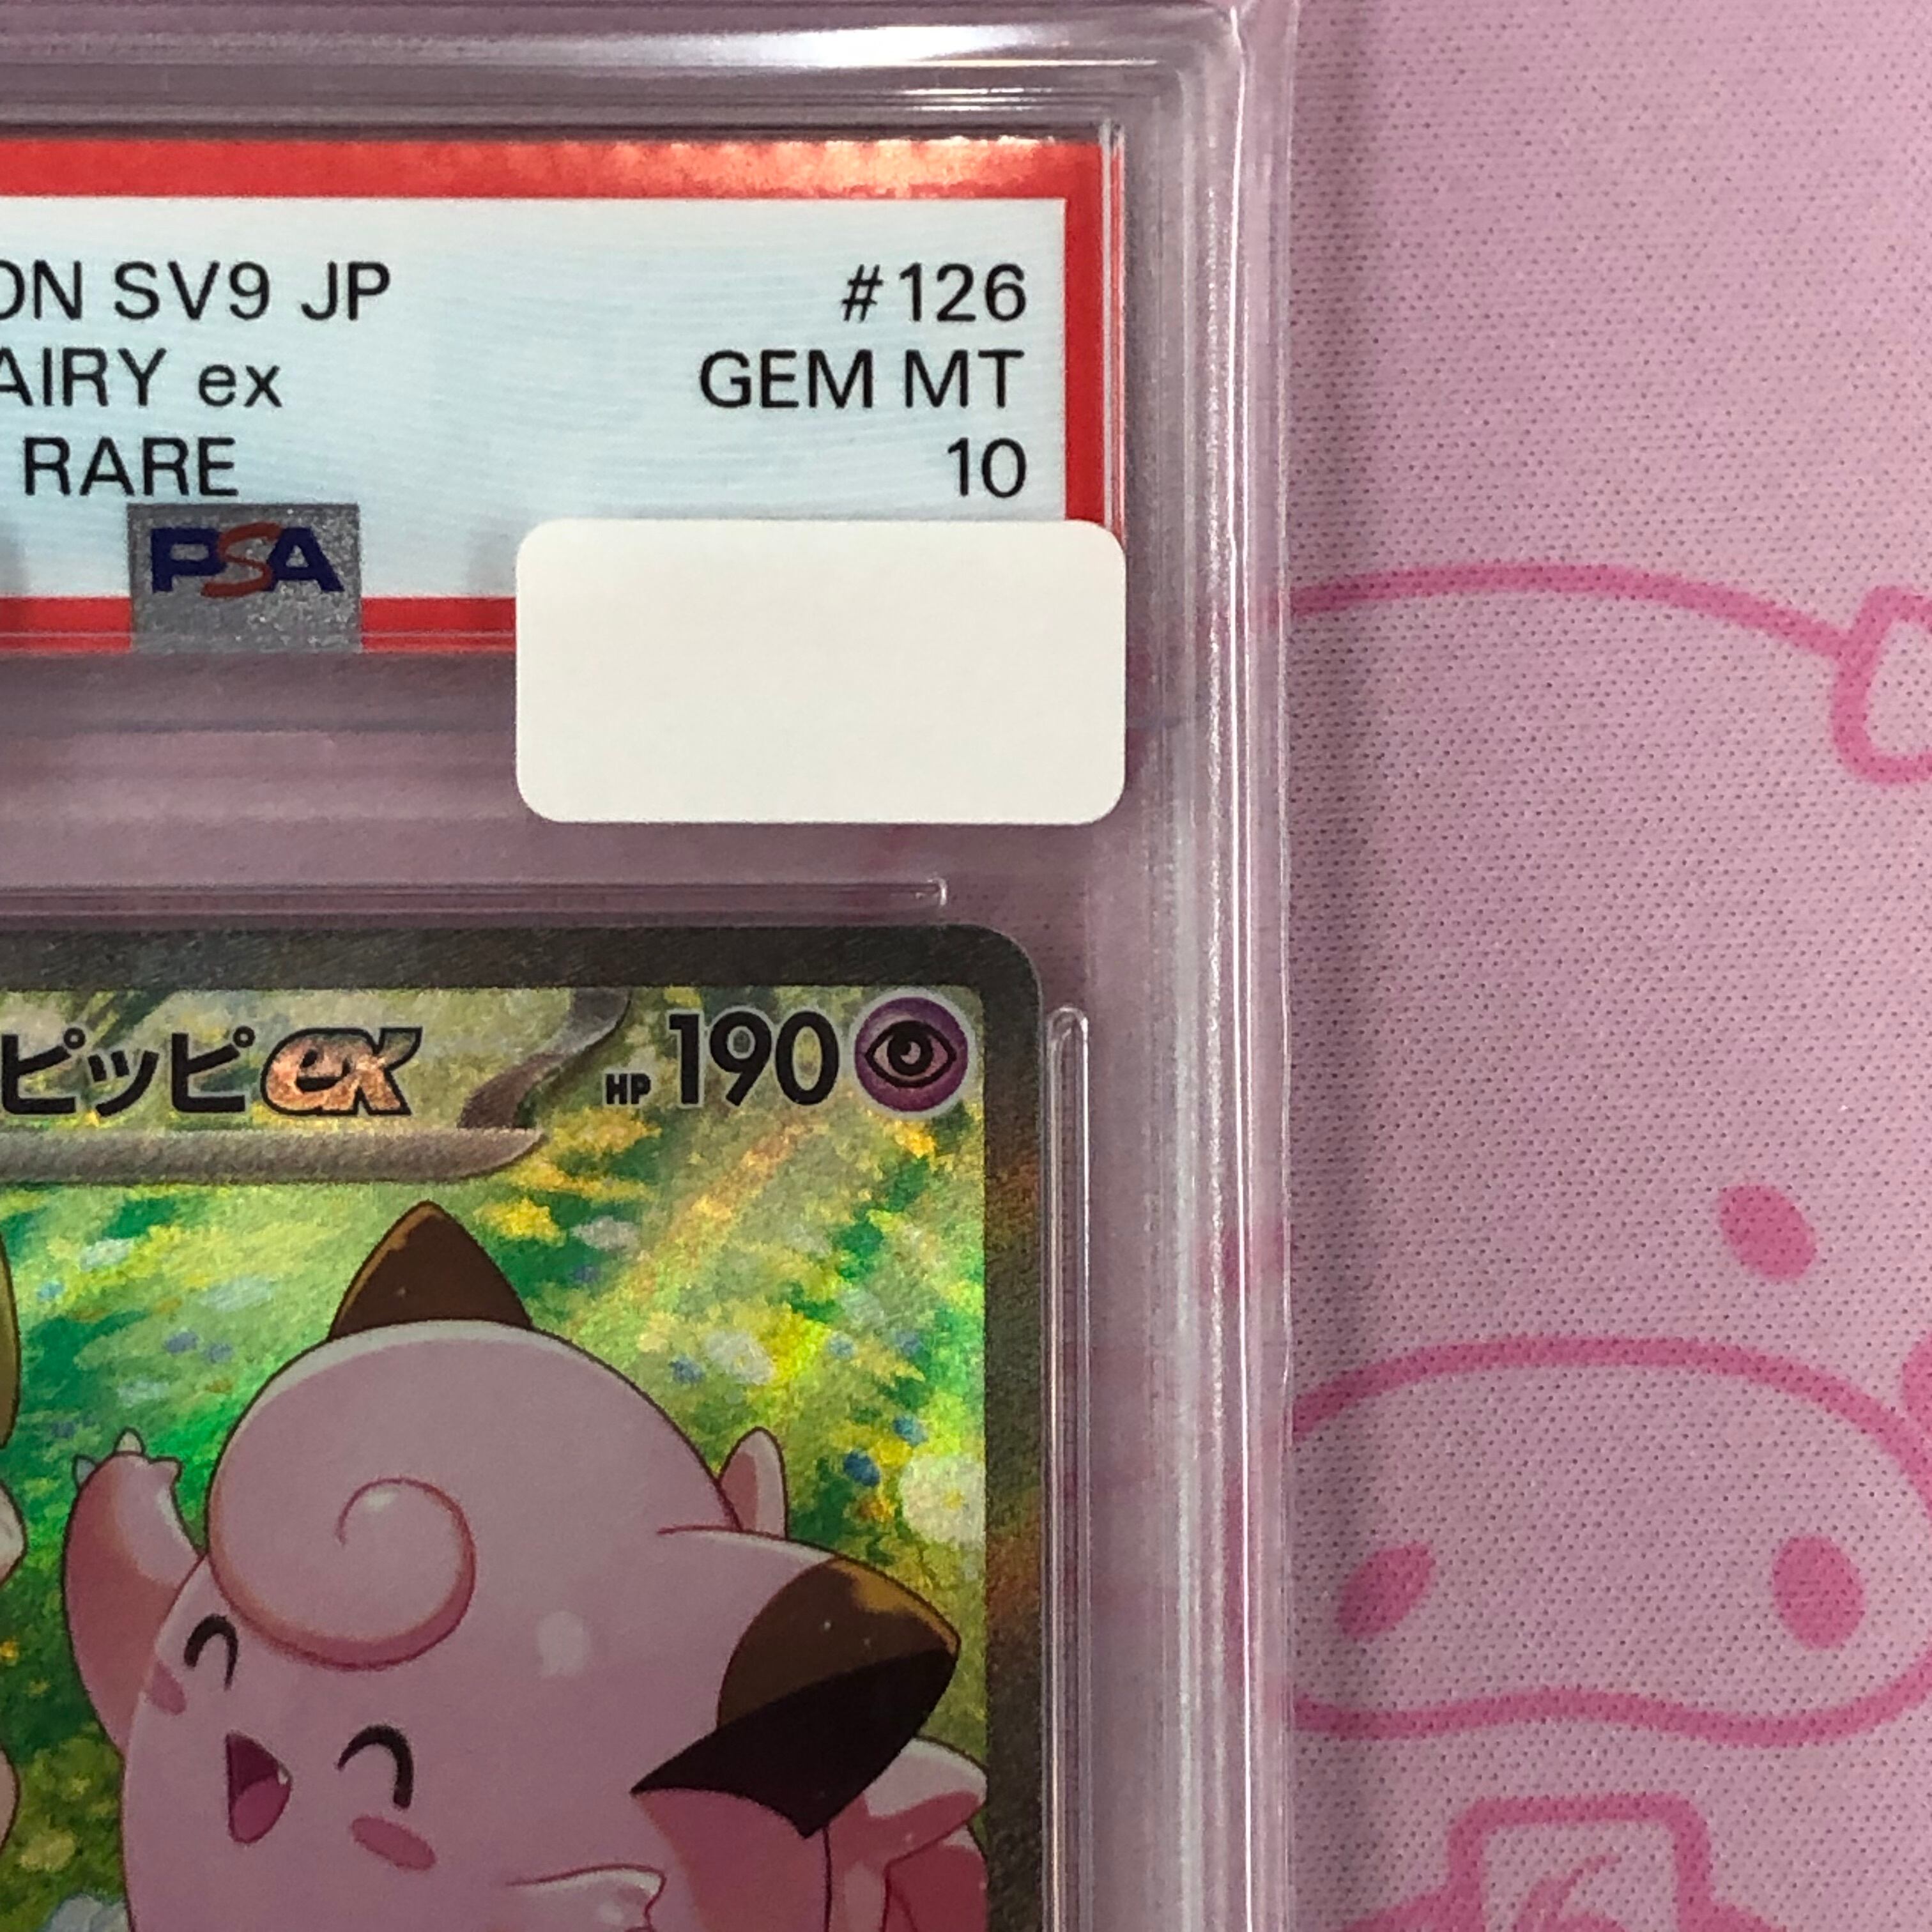 ON SV9 JP #126
AIRY ex GEM MT
RARE 10
PSA
ピッピex HP 190